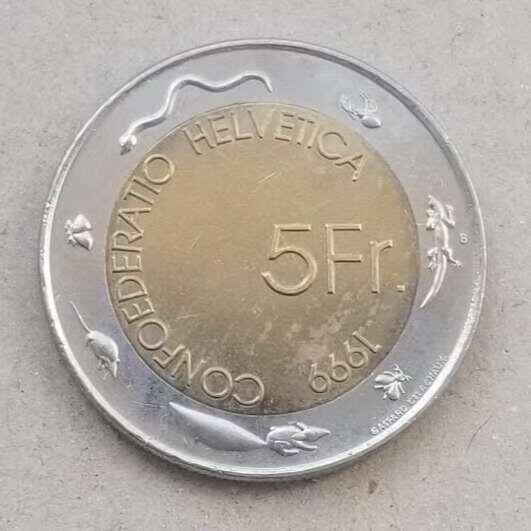 CONFOEDERATIO HELVETICA
5Fr.
1999
B